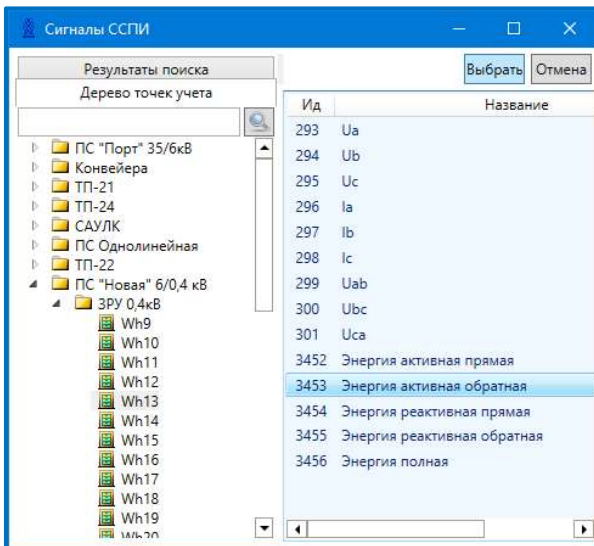 Сигналы ССПИ
Результаты поиска
Дерево точек учета
ПС "Порт" 35/6кВ
Конвейера
ТП-21
ТП-24
САУЛК
ПС Однолинейная
ТП-22
ПС "Новая" 6/0,4 кВ
ЗРУ 0,4кВ
Wh9
Wh10
Wh11
Wh12
Wh13
Wh14
Wh15
Wh16
Wh17
Wh18
Wh19
Wh20
Выбрать Отмена
Ид Название
293 Ua
294 Ub
295 Uc
296 Ia
297 Ib
298 Ic
299 Uab
300 Ubc
301 Uca
3452 Энергия активная прямая
3453 Энергия активная обратная
3454 Энергия реактивная прямая
3455 Энергия реактивная обратная
3456 Энергия полная